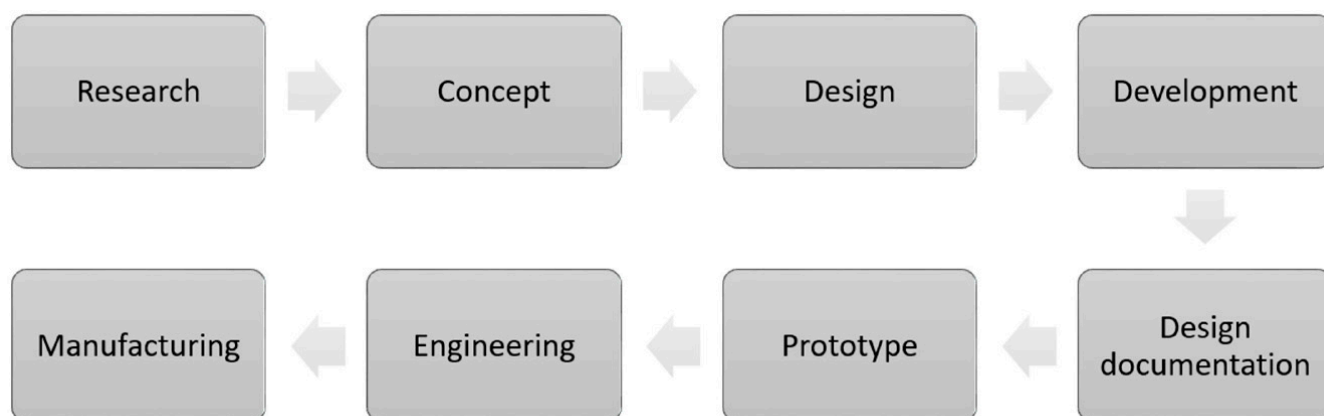 Research
Concept
Design
Development
Design
documentation
Prototype
Engineering
Manufacturing